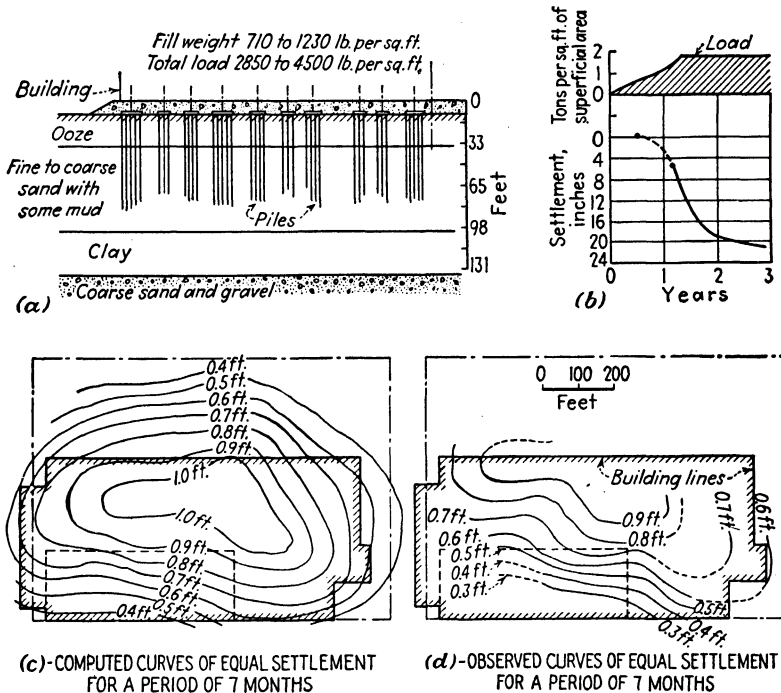 Fill weight 710 to 1230 lb. per sq. ft.
Total load 2850 to 4500 lb. per sq. ft.
Building
0
Ooze
33
Fine to coarse
sand with
some mud
65
Feet
Piles
98
Clay
131
(a)
Coarse sand and gravel
Tons per sq. ft. of
superficial area
2
1
0
Load
Settlement,
inches
0
4
8
12
16
20
24
0
1
2
3
(b)
Years
0.4 ft.
0.5 ft.
0.6 ft.
0.7 ft.
0.8 ft.
0.9 ft.
1.0 ft.
1.0 ft.
0.9 ft.
0.8 ft.
0.7 ft.
0.6 ft.
0.5 ft.
0.4 ft.
(c)-COMPUTED CURVES OF EQUAL SETTLEMENT
FOR A PERIOD OF 7 MONTHS
0 100 200
Feet
Building lines
0.9 ft.
0.8 ft.
0.7 ft.
0.6 ft.
0.7 ft.
0.6 ft.
0.5 ft.
0.4 ft.
0.3 ft.
0.5 ft.
0.4 ft.
0.3 ft.
(d)-OBSERVED CURVES OF EQUAL SETTLEMENT
FOR A PERIOD OF 7 MONTHS